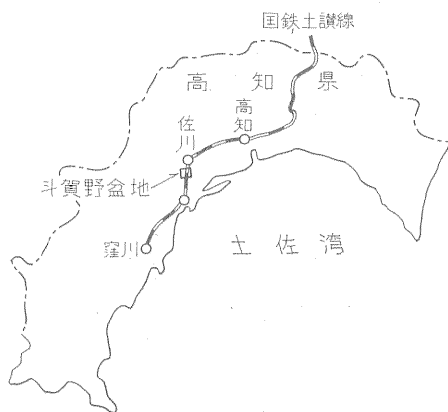 国鉄土讃線
高知県
高知
佐川
斗賀野盆地
窪川
土佐湾